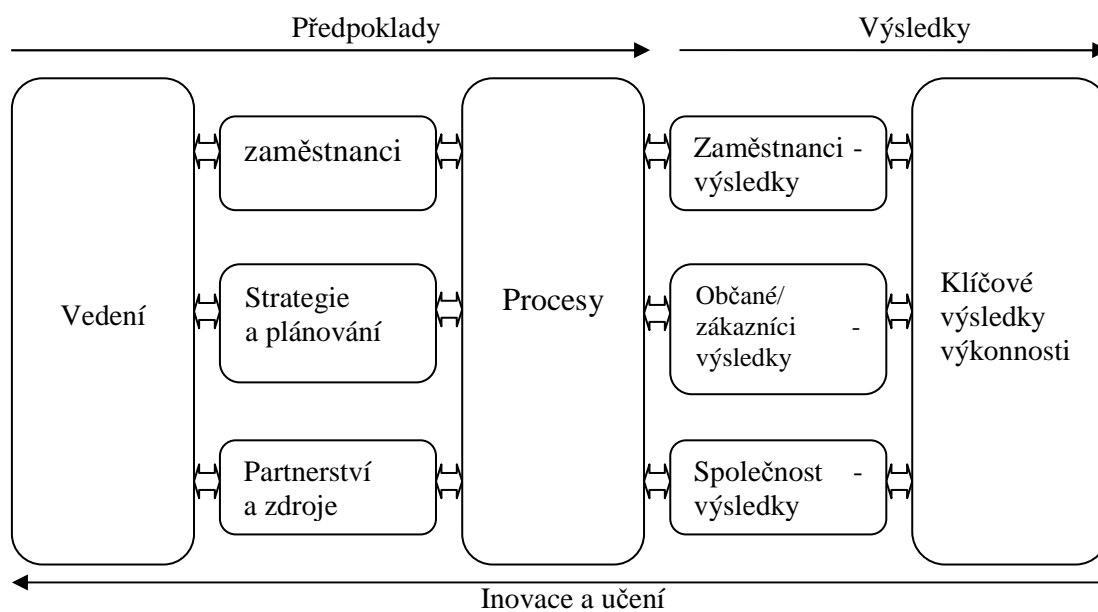 Předpoklady
Výsledky
Vedení
zaměstnanci
Strategie
a plánování
Partnerství
a zdroje
Procesy
Zaměstnanci -
výsledky
Občané/
zákazníci -
výsledky
Společnost -
výsledky
Klíčové
výsledky
výkonnosti
Inovace a učení